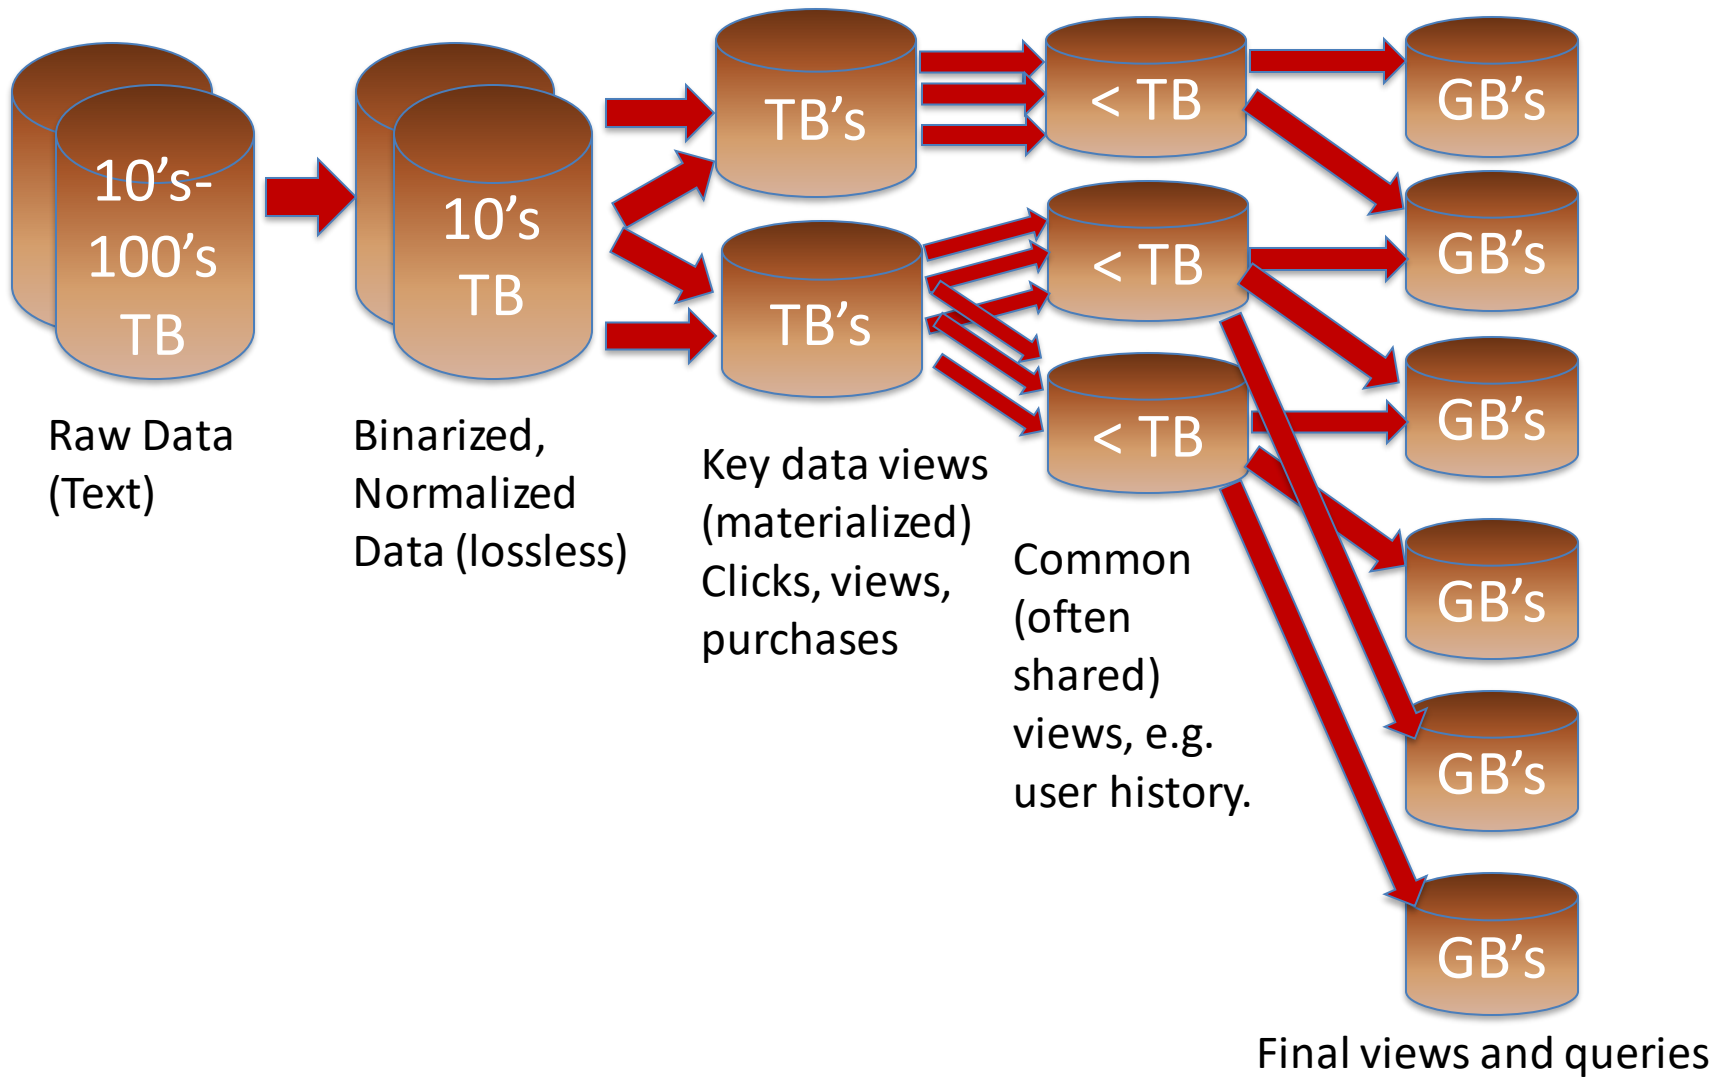 10's-
100's
TB
10's
TB
TB's
TB's
< TB
< TB
< TB
GB's
GB's
GB's
GB's
GB's
GB's
Raw Data
(Text)
Binarized,
Normalized
Data (lossless)
Key data views
(materialized)
Clicks, views,
purchases
Common
(often
shared)
views, e.g.
user history.
Final views and queries